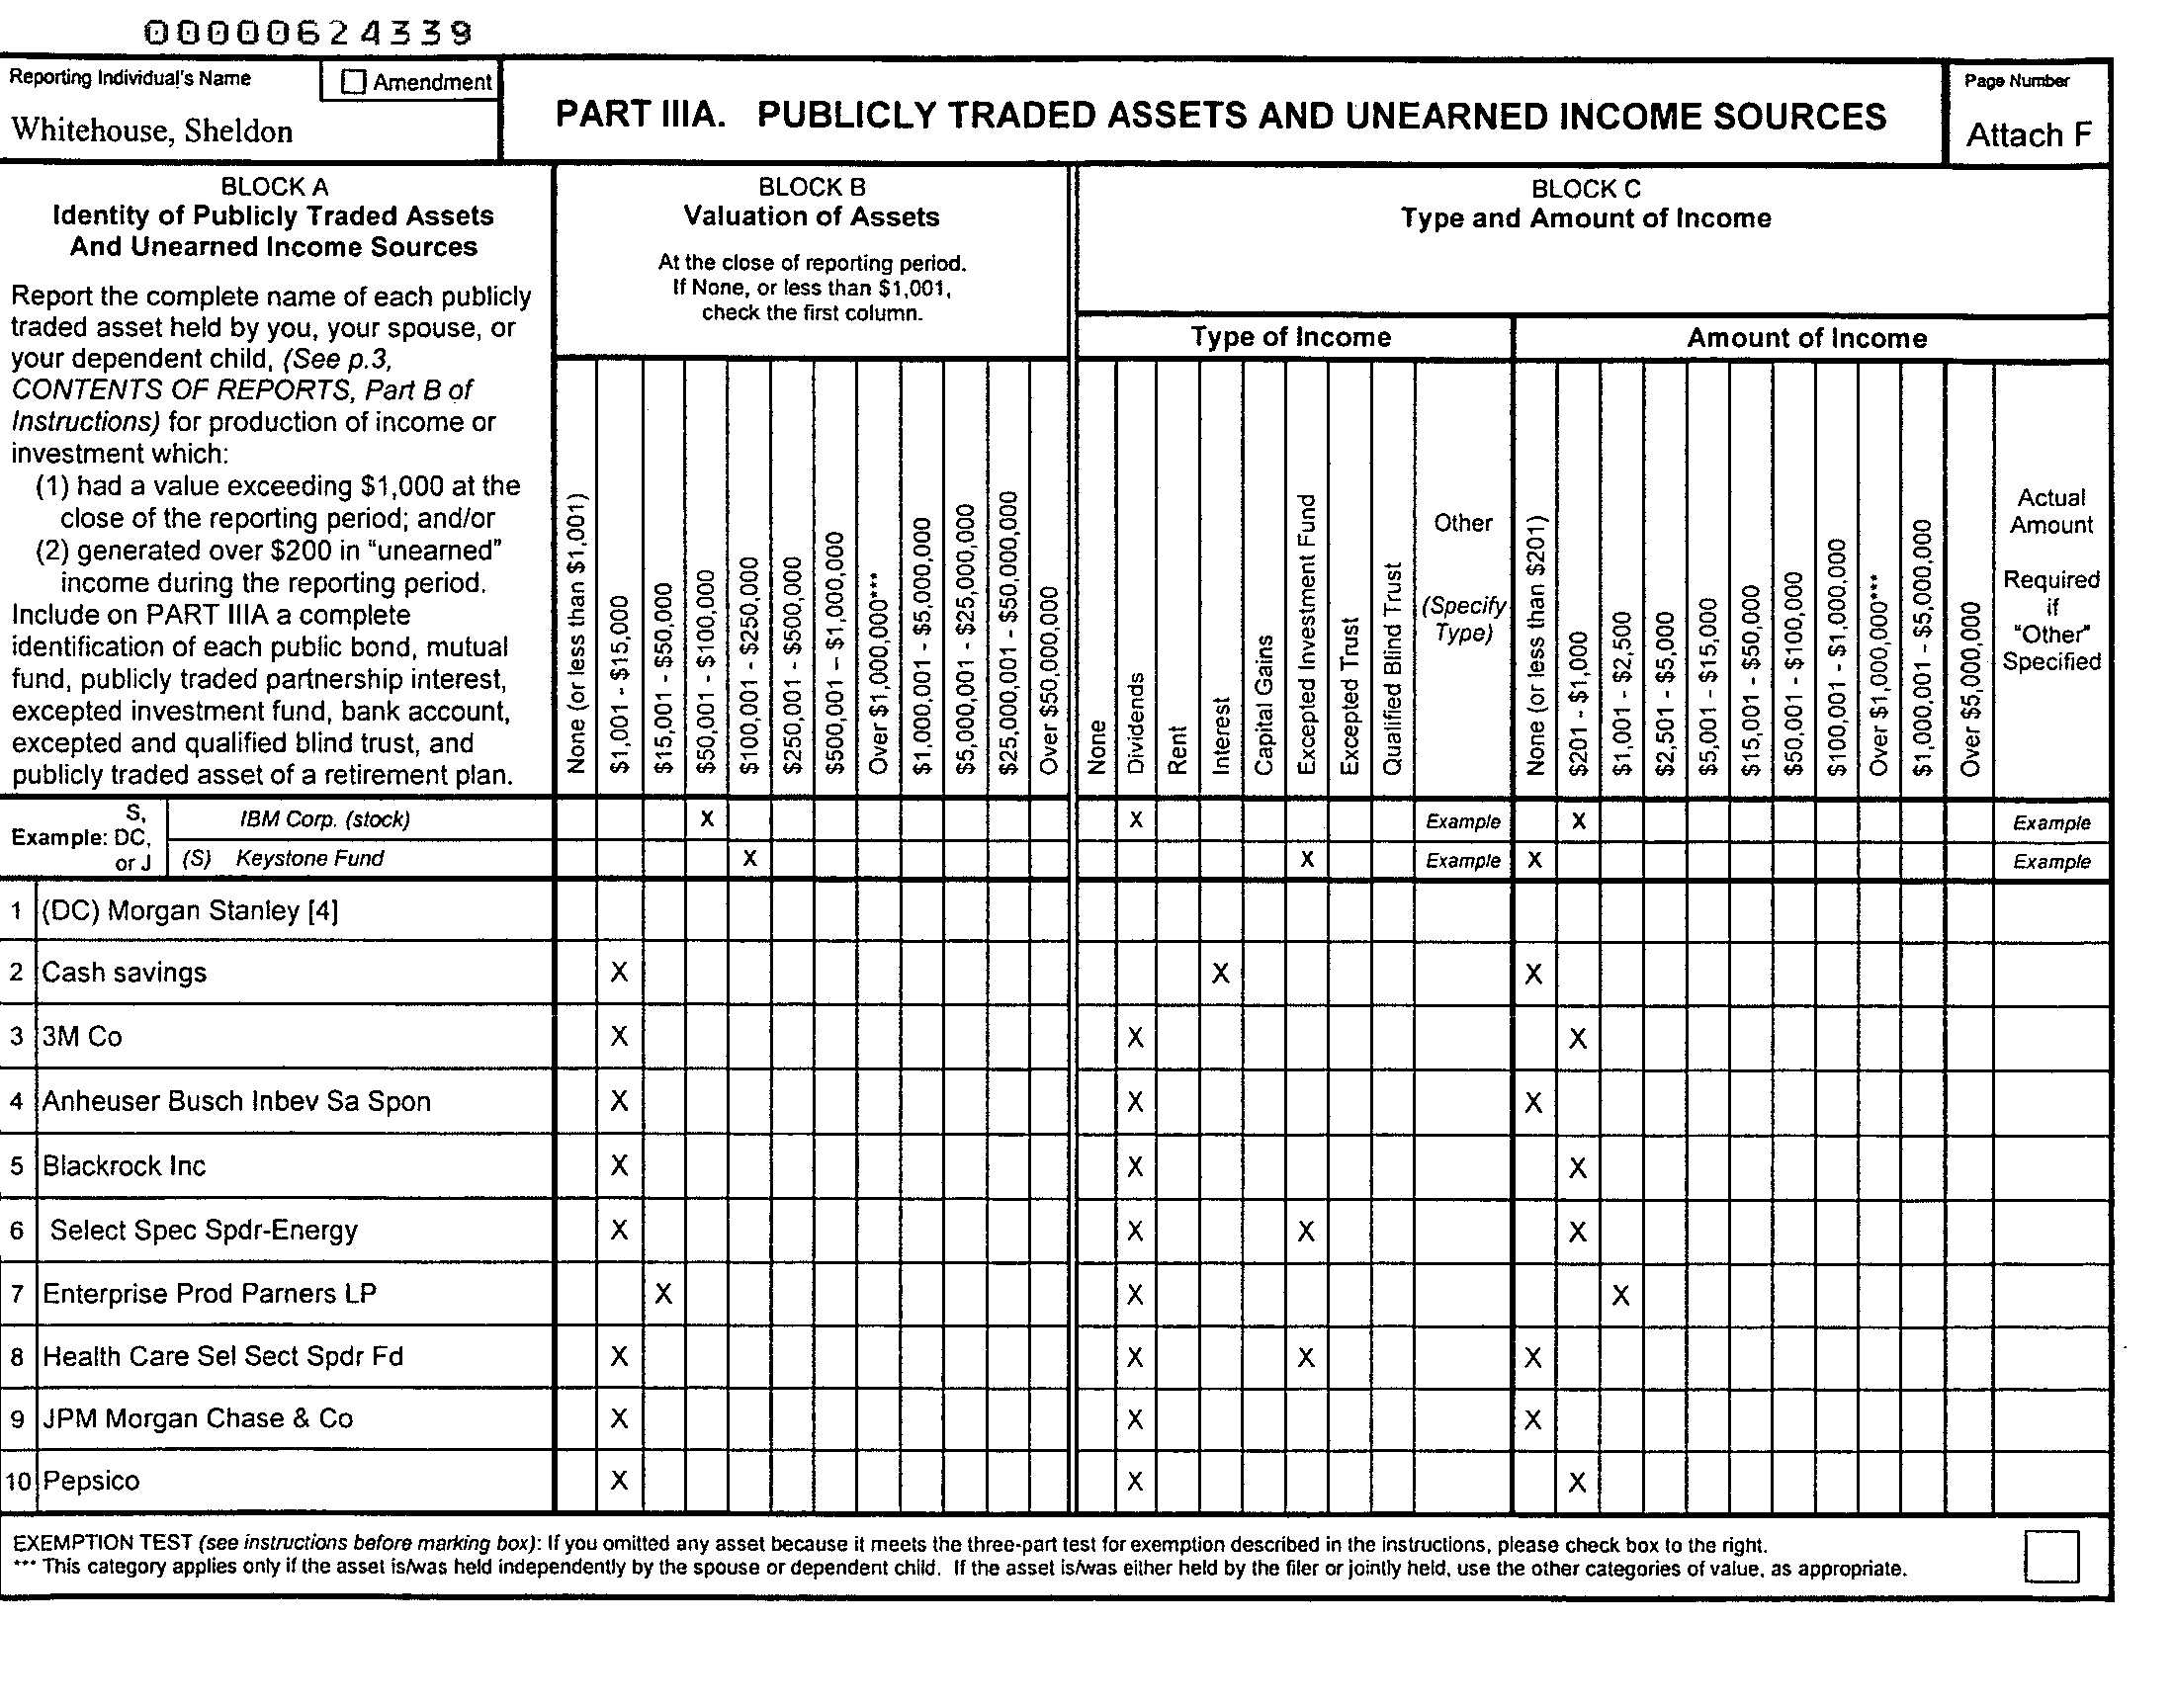 00000624339
Reporting Individual's Name
☐ Amendment
Whitehouse, Sheldon
PART IIIA. PUBLICLY TRADED ASSETS AND UNEARNED INCOME SOURCES
Page Number
Attach F
BLOCK A
Identity of Publicly Traded Assets
And Unearned Income Sources
Report the complete name of each publicly
traded asset held by you, your spouse, or
your dependent child, (See p.3,
CONTENTS OF REPORTS, Part B of
Instructions) for production of income or
investment which:
(1) had a value exceeding $1,000 at the
close of the reporting period; and/or
(2) generated over $200 in "unearned"
income during the reporting period.
Include on PART IIIA a complete
identification of each public bond, mutual
fund, publicly traded partnership interest,
excepted investment fund, bank account,
excepted and qualified blind trust, and
publicly traded asset of a retirement plan.
BLOCK B
Valuation of Assets
At the close of reporting period.
If None, or less than $1,001,
check the first column.
None (or less than $1,001)
$1,001 - $15,000
$15,001 - $50,000
$50,001 - $100,000
$100,001 - $250,000
$250,001 - $500,000
$500,001 – $1,000,000
Over $1,000,000***
$1,000,001 - $5,000,000
$5,000,001 - $25,000,000
$25,000,001 - $50,000,000
Over $50,000,000
BLOCK C
Type and Amount of Income
Type of Income
None
Dividends
Rent
Interest
Capital Gains
Excepted Investment Fund
Excepted Trust
Qualified Blind Trust
Other
(Specify
Type)
Amount of Income
None (or less than $201)
$201 - $1,000
$1,001 - $2,500
$2,501 - $5,000
$5,001 - $15,000
$15,001 - $50,000
$50,001 - $100,000
$100,001 - $1,000,000
Over $1,000,000***
$1,000,001 - $5,000,000
Over $5,000,000
Actual
Amount
Required
if
"Other"
Specified
Example:
S,
DC,
or J
IBM Corp. (stock) X X Example X Example
(S) Keystone Fund X X Example X Example
1 (DC) Morgan Stanley [4]
2 Cash savings X X X
3 3M Co X X X
4 Anheuser Busch Inbev Sa Spon X X X
5 Blackrock Inc X X X
6 Select Spec Spdr-Energy X X X X
7 Enterprise Prod Parners LP X X X
8 Health Care Sel Sect Spdr Fd X X X X
9 JPM Morgan Chase & Co X X X
10 Pepsico X X X
EXEMPTION TEST (see instructions before marking box): If you omitted any asset because it meets the three-part test for exemption described in the instructions, please check box to the right.
*** This category applies only if the asset is/was held independently by the spouse or dependent child. If the asset is/was either held by the filer or jointly held, use the other categories of value, as appropriate.